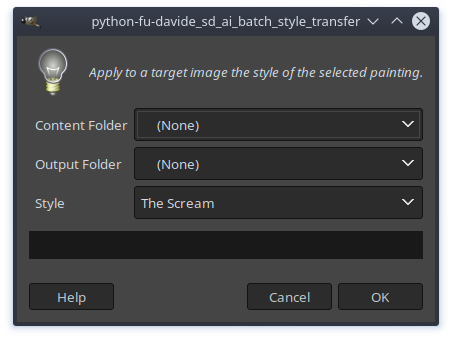 python-fu-davide_sd_ai_batch_style_transfer
Apply to a target image the style of the selected painting.
Content Folder (None)
Output Folder (None)
Style The Scream
Help Cancel OK